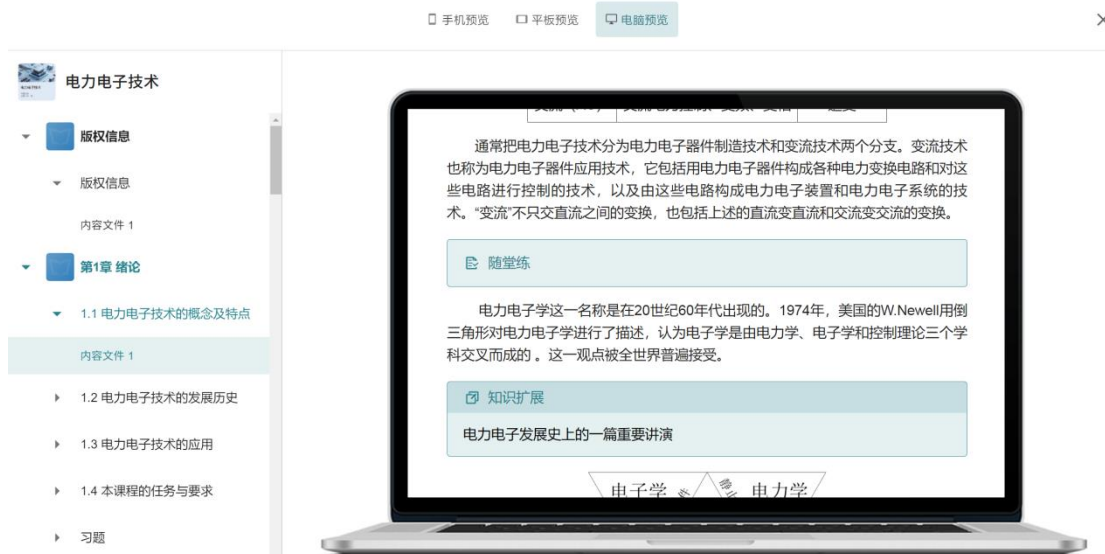 手机预览
平板预览
电脑预览
电力电子技术
版权信息
版权信息
内容文件 1
第1章 绪论
1.1 电力电子技术的概念及特点
内容文件 1
1.2 电力电子技术的发展历史
1.3 电力电子技术的应用
1.4 本课程的任务与要求
习题
通常把电力电子技术分为电力电子器件制造技术和变流技术两个分支。变流技术
也称为电力电子器件应用技术，它包括用电力电子器件构成各种电力变换电路和对这
些电路进行控制的技术，以及由这些电路构成电力电子装置和电力电子系统的技
术。“变流”不只交直流之间的变换，也包括上述的直流变直流和交流变交流的变换。
随堂练
电力电子学这一名称是在20世纪60年代出现的。1974年，美国的W.Newell用倒
三角形对电力电子学进行了描述，认为电子学是由电力学、电子学和控制理论三个学
科交叉而成的 。这一观点被全世界普遍接受。
知识扩展
电力电子发展史上的一篇重要讲演
电子学
电力学